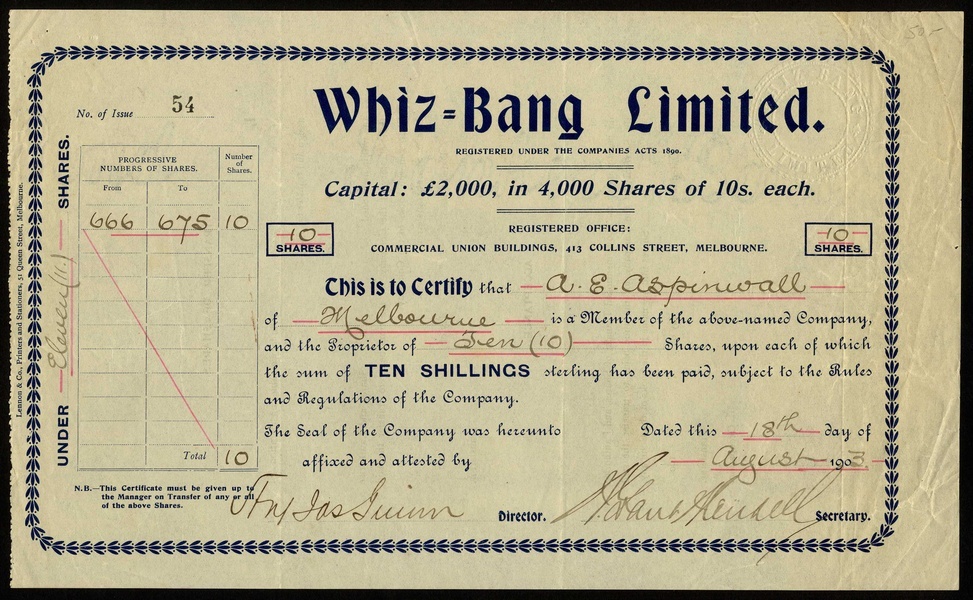 50/-
No. of Issue 54
Whiz=Bang Limited.
REGISTERED UNDER THE COMPANIES ACTS 1890.
Capital: £2,000, in 4,000 Shares of 10s. each.
REGISTERED OFFICE:
COMMERCIAL UNION BUILDINGS, 413 COLLINS STREET, MELBOURNE.
10 SHARES.
10 SHARES.
PROGRESSIVE NUMBERS OF SHARES.
Number of Shares.
From To
666 675 10
Total 10
UNDER Eleven (11) SHARES.
Lennon & Co., Printers and Stationers, 51 Queen Street, Melbourne.
This is to Certify that A. E. Aspinwall
of Melbourne is a Member of the above-named Company,
and the Proprietor of Ten (10) Shares, upon each of which
the sum of TEN SHILLINGS sterling has been paid, subject to the Rules
and Regulations of the Company.
The Seal of the Company was hereunto
affixed and attested by
Dated this 18th day of
August 1903.
N.B.—This Certificate must be given up to
the Manager on Transfer of any or all
of the above Shares.
Director.
Secretary.